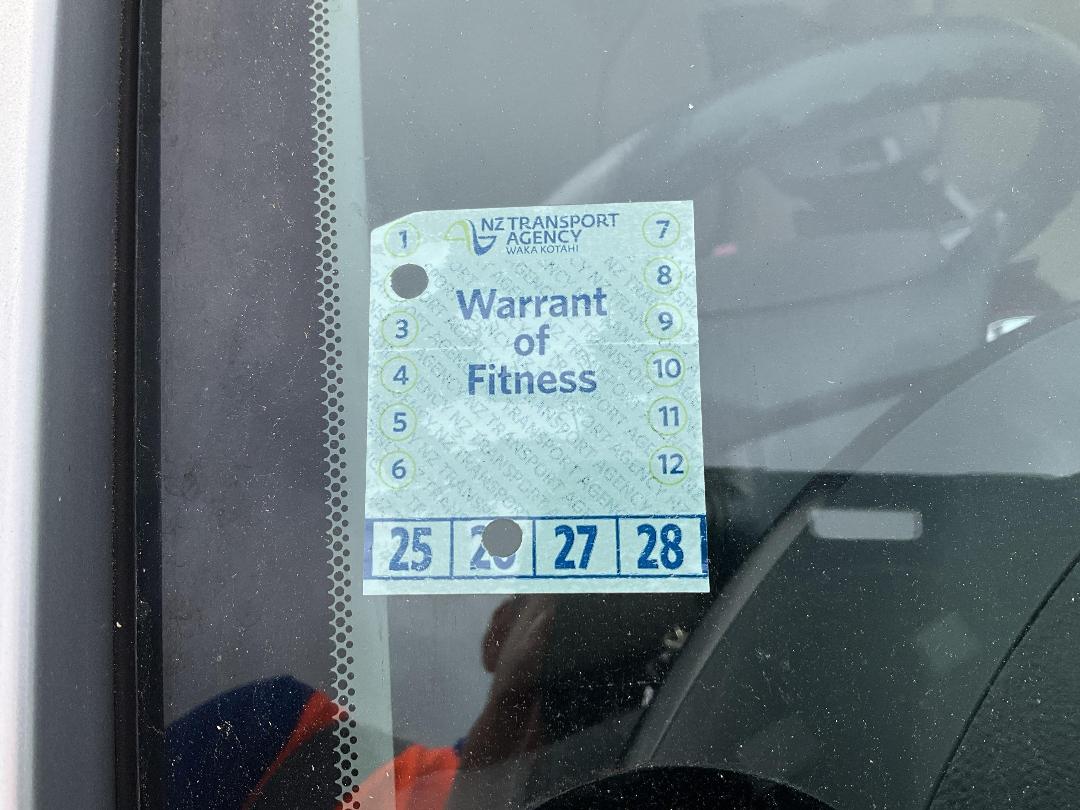 NZ TRANSPORT
AGENCY
WAKA KOTAHI
1
7
8
Warrant
of
Fitness
3
9
4
10
5
11
6
12
25
27
28